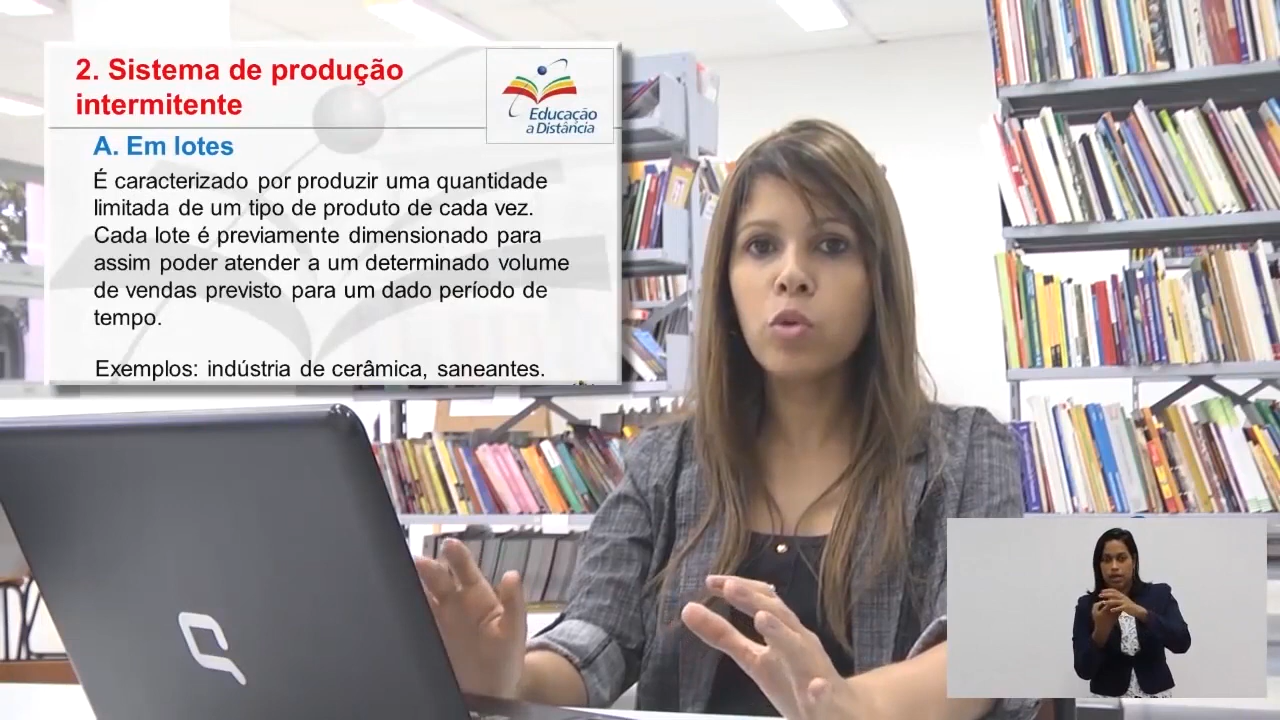 2. Sistema de produção
intermitente
Educação
a Distância
A. Em lotes
É caracterizado por produzir uma quantidade
limitada de um tipo de produto de cada vez.
Cada lote é previamente dimensionado para
assim poder atender a um determinado volume
de vendas previsto para um dado período de
tempo.
Exemplos: indústria de cerâmica, saneantes.